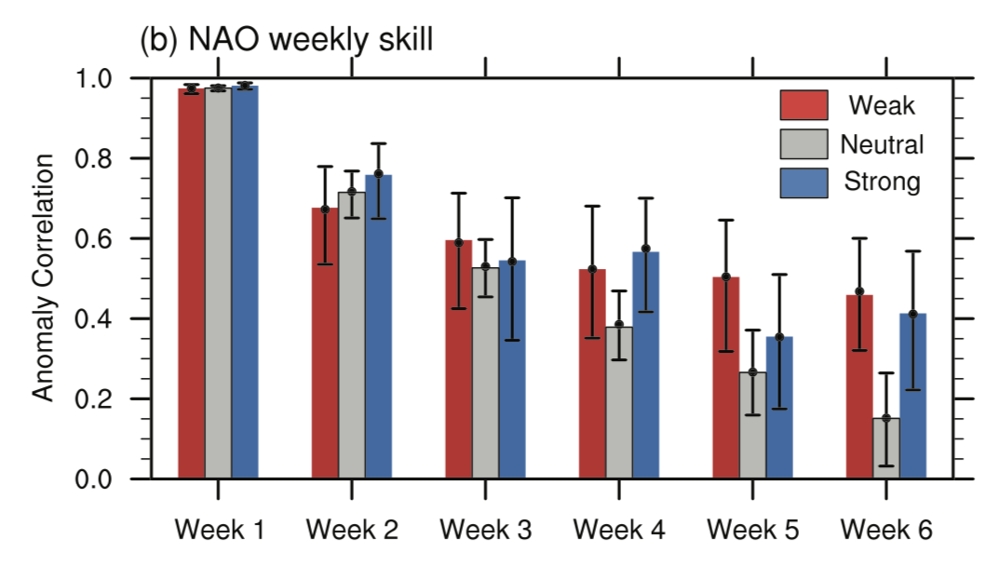 (b) NAO weekly skill
Anomaly Correlation
1.0
0.8
0.6
0.4
0.2
0.0
Weak
Neutral
Strong
Week 1 Week 2 Week 3 Week 4 Week 5 Week 6